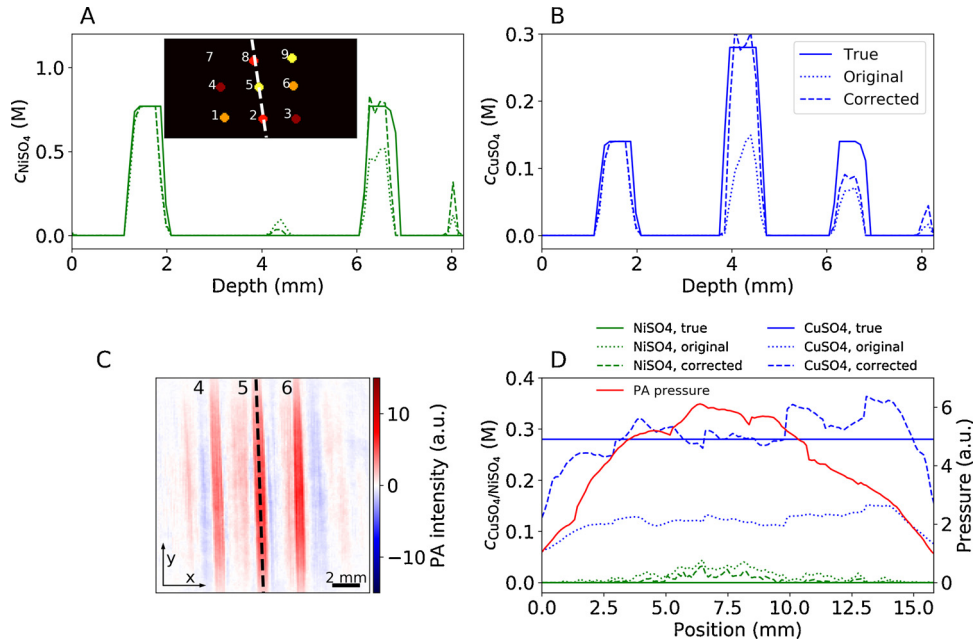 A
B
1.0
0.5
0.0
c_NiSO₄ (M)
7 8 9
4 5 6
1 2 3
0 2 4 6 8
Depth (mm)
0.3
0.2
0.1
0.0
c_CuSO₄ (M)
True
Original
Corrected
0 2 4 6 8
Depth (mm)
C
4 5 6
y
x
2 mm
10
0
−10
PA intensity (a.u.)
NiSO4, true
NiSO4, original
NiSO4, corrected
CuSO4, true
CuSO4, original
CuSO4, corrected
D
PA pressure
0.4
0.3
0.2
0.1
0.0
c_CuSO₄/NiSO₄ (M)
6
4
2
0
Pressure (a.u.)
0.0 2.5 5.0 7.5 10.0 12.5 15.0
Position (mm)